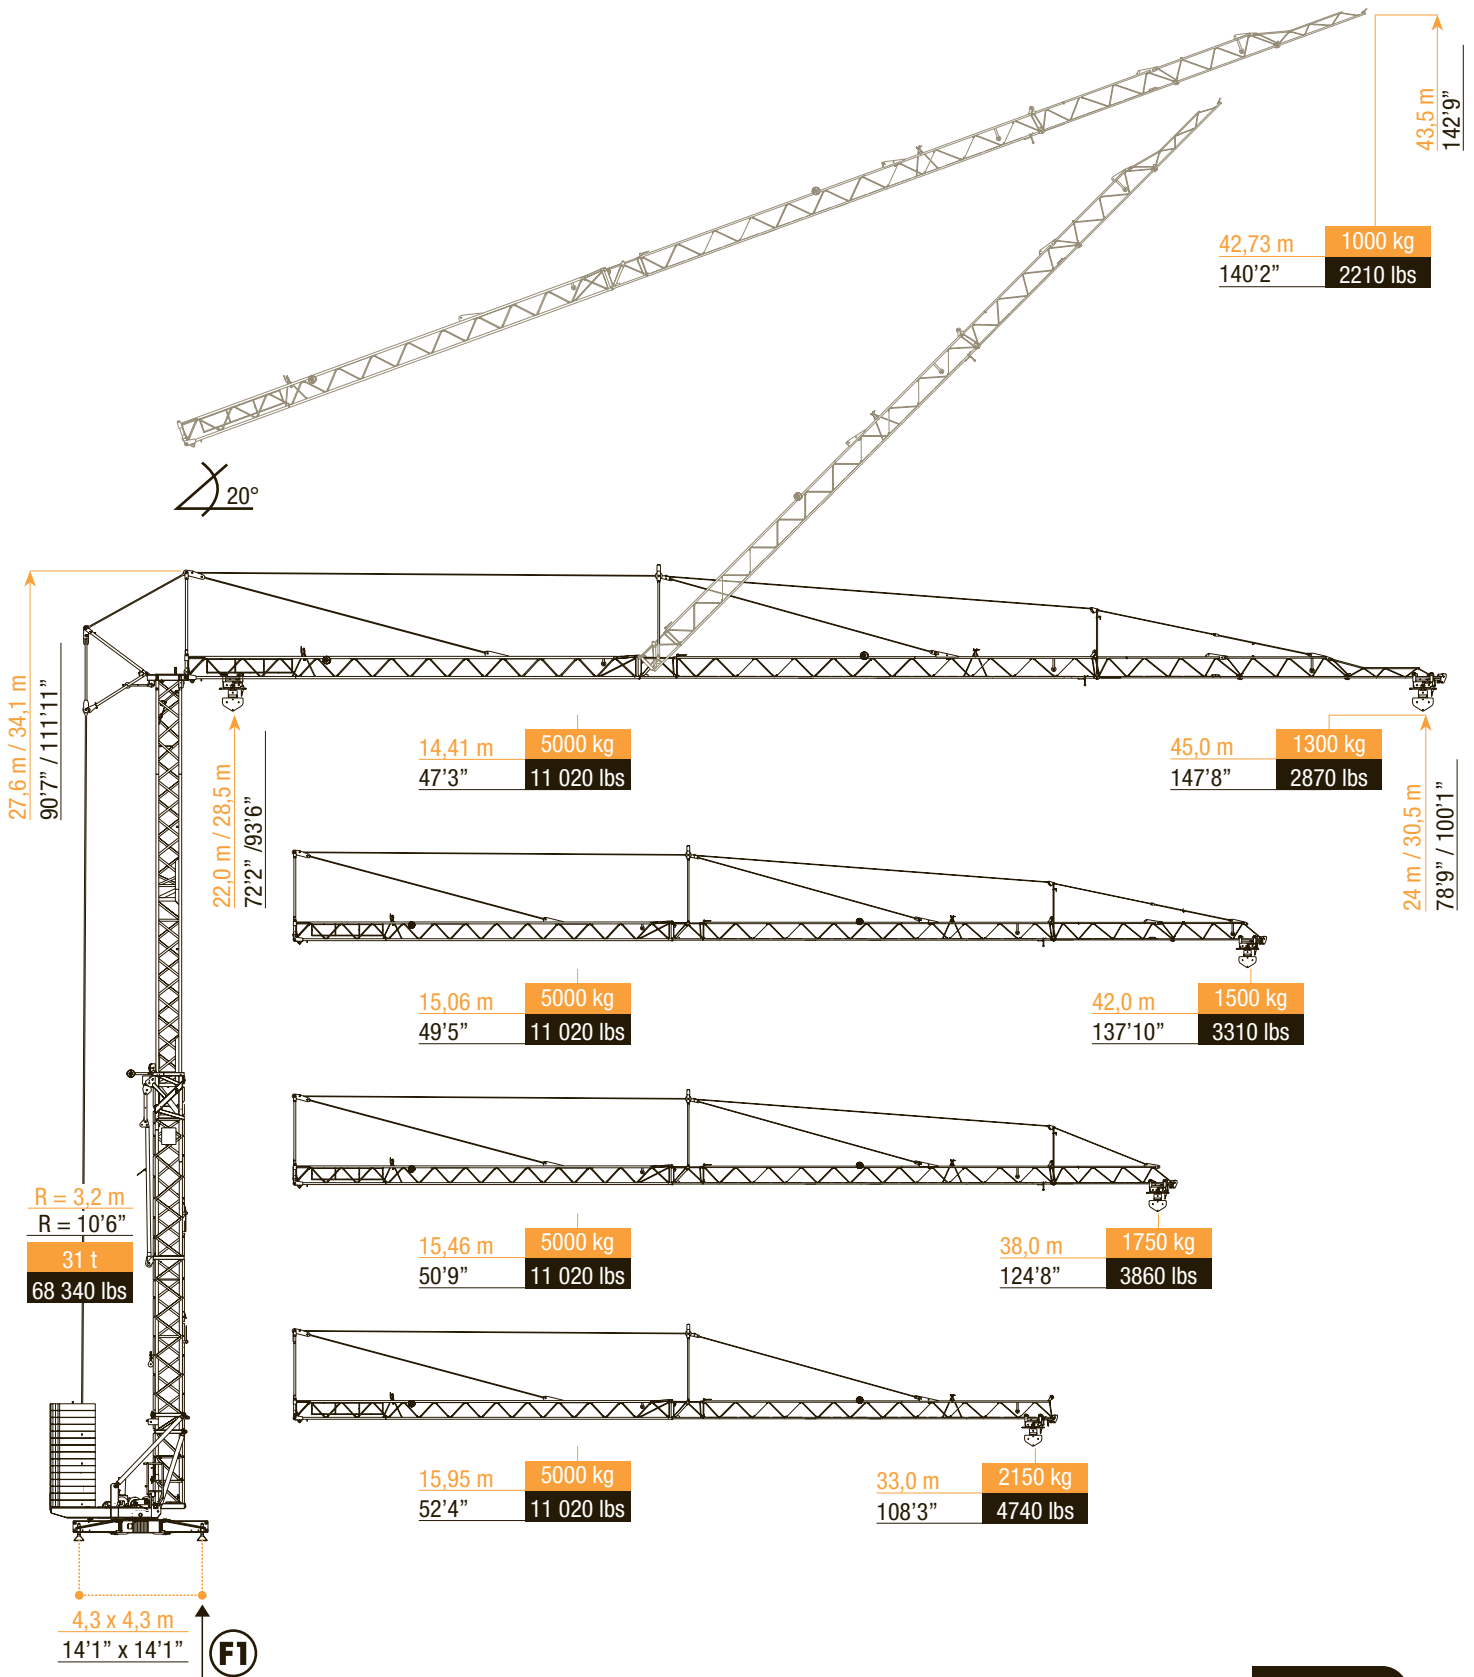 43,5 m
142’9”
42,73 m
1000 kg
140’2”
2210 lbs
20°
27,6 m / 34,1 m
90’7” / 111’11”
22,0 m / 28,5 m
72’2” /93’6”
14,41 m
5000 kg
47’3”
11 020 lbs
45,0 m
1300 kg
147’8”
2870 lbs
24 m / 30,5 m
78’9” / 100’1”
15,06 m
5000 kg
49’5”
11 020 lbs
42,0 m
1500 kg
137’10”
3310 lbs
R = 3,2 m
R = 10’6”
31 t
68 340 lbs
15,46 m
5000 kg
50’9”
11 020 lbs
38,0 m
1750 kg
124’8”
3860 lbs
15,95 m
5000 kg
52’4”
11 020 lbs
33,0 m
2150 kg
108’3”
4740 lbs
4,3 x 4,3 m
14’1” x 14’1”
F1